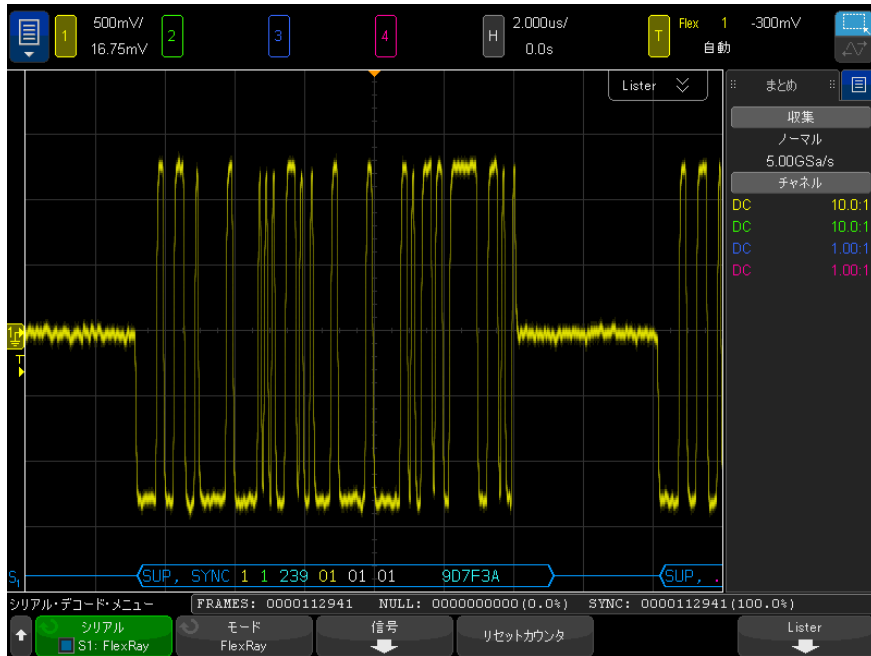 1
500mV/
16.75mV
2
3
4
H
2.000us/
0.0s
T
Flex 1
自動
-300mV
Lister
まとめ
収集
ノーマル
5.00GSa/s
チャネル
DC 10.0:1
DC 10.0:1
DC 1.00:1
DC 1.00:1
1
T
S1
SUP, SYNC 1 1 239 01 01 01 9D7F3A
SUP, .
シリアル・デコード・メニュー
FRAMES: 0000112941 NULL: 0000000000(0.0%) SYNC: 0000112941(100.0%)
シリアル
S1: FlexRay
モード
FlexRay
信号
リセットカウンタ
Lister